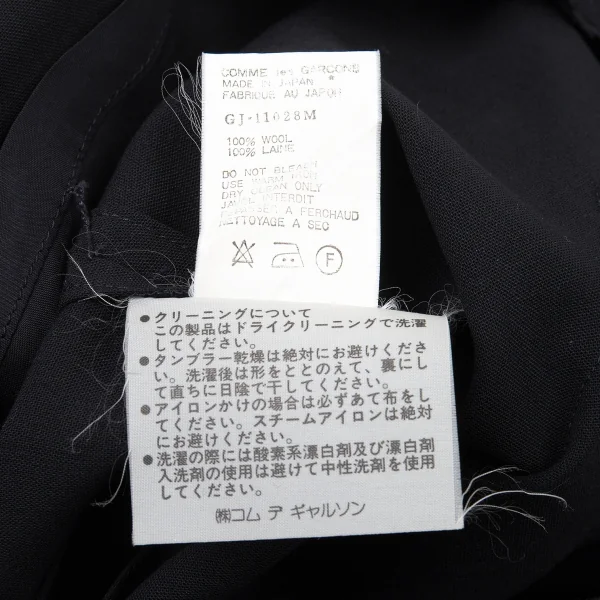 COMME des GARCONS
MADE IN JAPAN *
FABRIQUE AU JAPON
GJ-11028M
100% WOOL
100% LAINE
DO NOT BLEACH
USE WARM IRON
DRY CLEAN ONLY
JAVEL INTERDIT
REPASSER A FERCHAUD
NETTOYAGE A SEC
F
●クリーニングについて
この製品はドライクリーニングで洗濯
してください。
●タンブラー乾燥は絶対にお避けくださ
い。洗濯後は形をととのえて、裏にし
て直ちに日陰で干してください。
●アイロンかけの場合は必ずあて布をし
てください。スチームアイロンは絶対
にお避けください。
●洗濯の際には酸素系漂白剤及び漂白剤
入洗剤の使用は避けて中性洗剤を使用
してください。
㈱コム デ ギャルソン